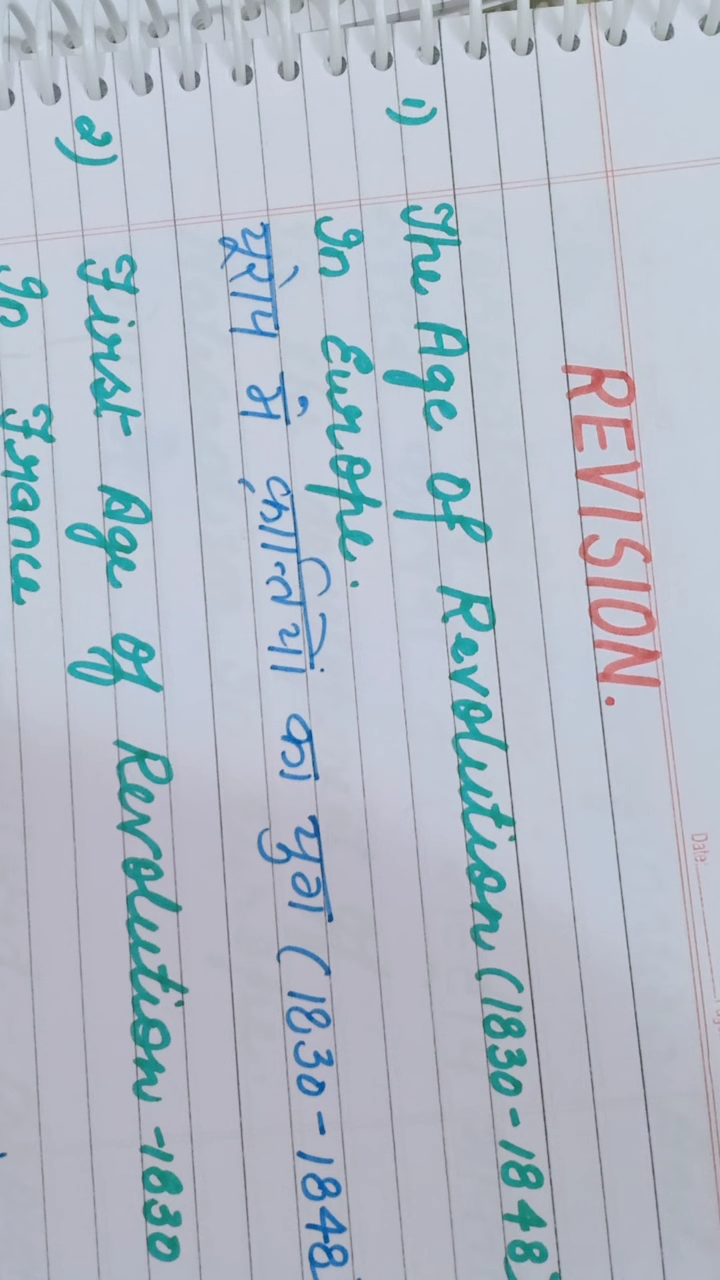 Date:
REVISION.
1) The Age of Revolution (1830-1848)
In Europe.
यूरोप में क्रान्तियों का युग (1830-1848
2) First Age of Revolution -1830
In France